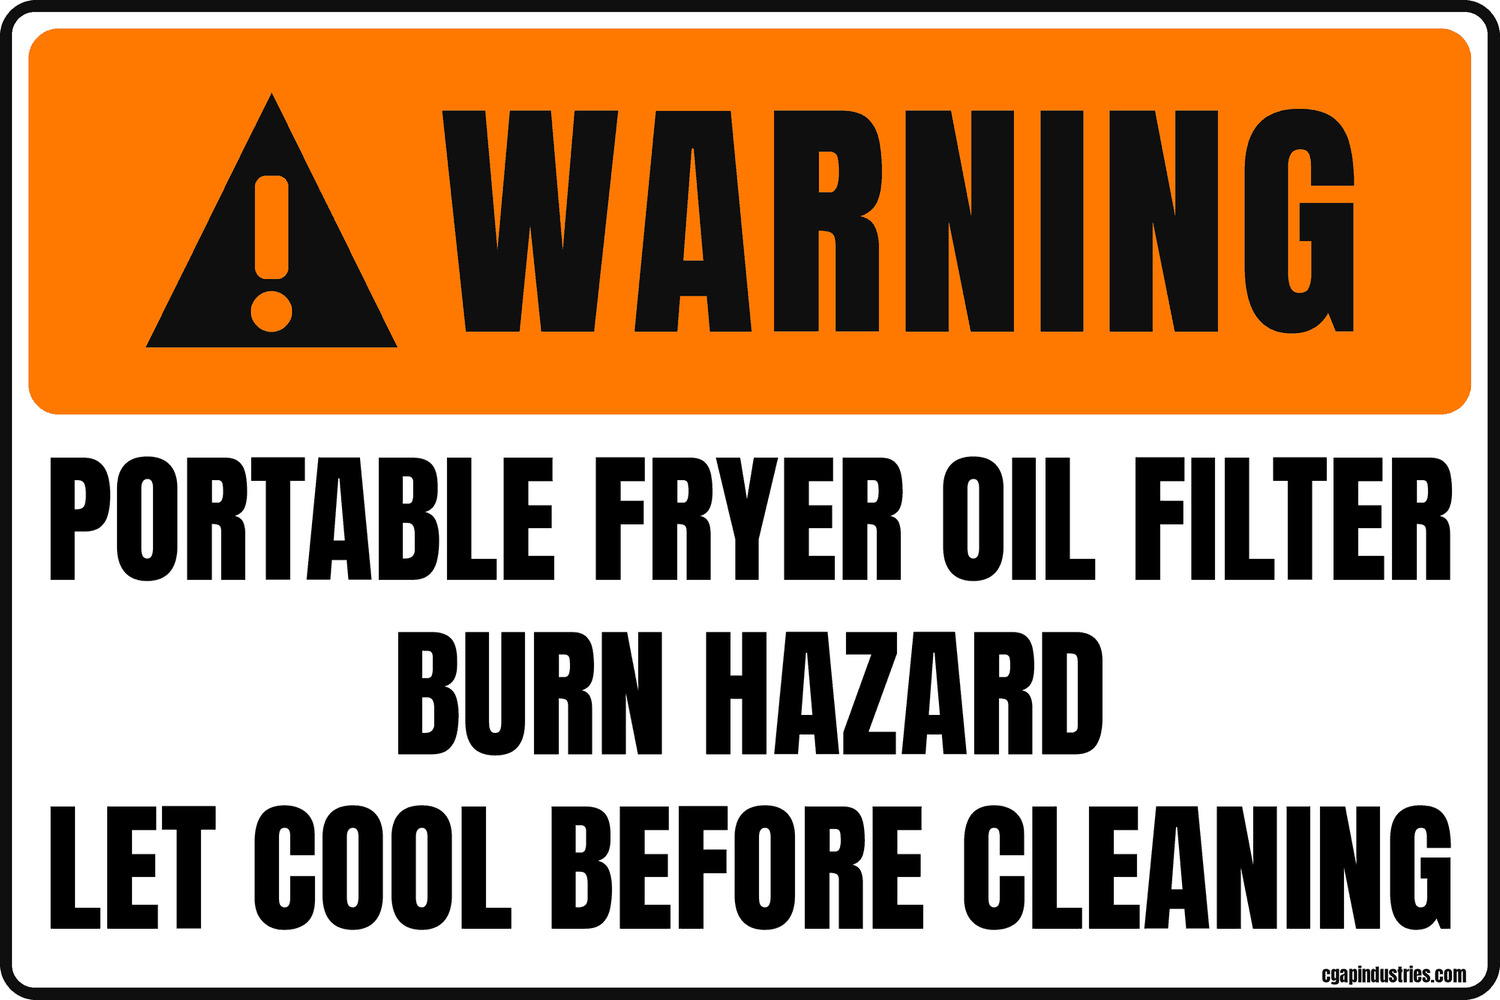 WARNING
PORTABLE FRYER OIL FILTER
BURN HAZARD
LET COOL BEFORE CLEANING
cgapindustries.com